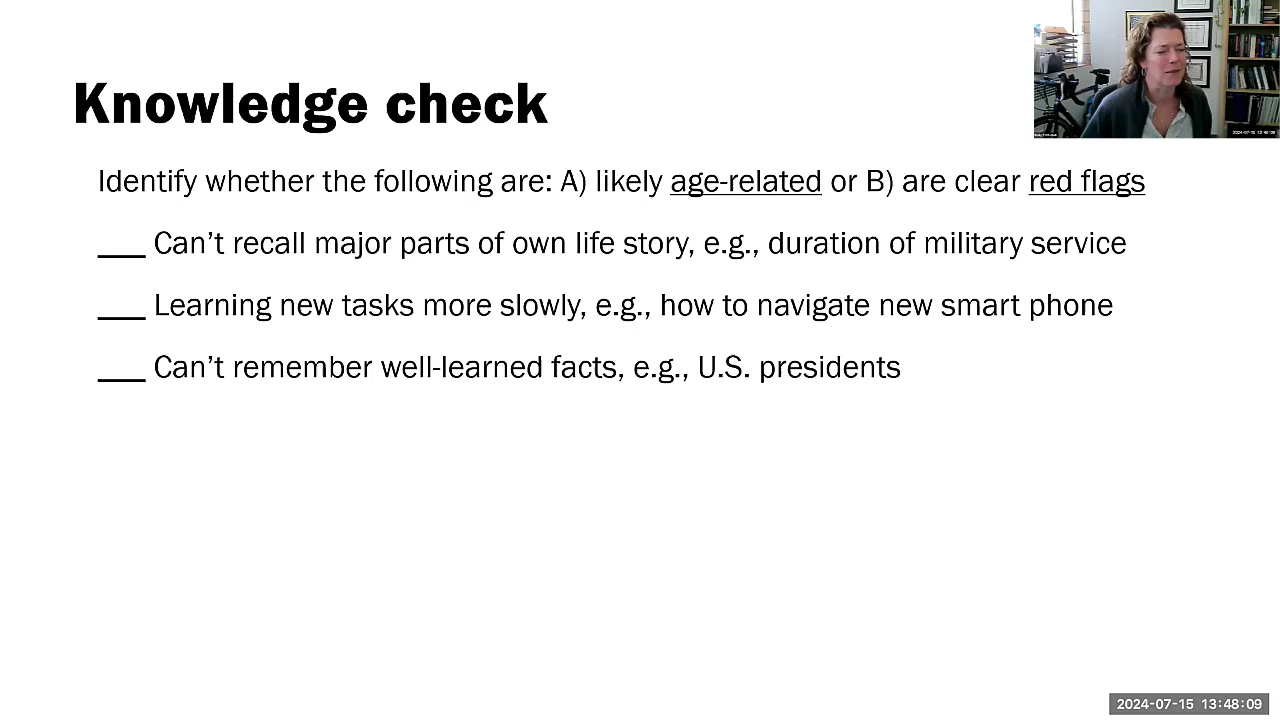 Knowledge check
Identify whether the following are: A) likely age-related or B) are clear red flags
___ Can’t recall major parts of own life story, e.g., duration of military service
___ Learning new tasks more slowly, e.g., how to navigate new smart phone
___ Can’t remember well-learned facts, e.g., U.S. presidents
2024-07-15 13:48:09